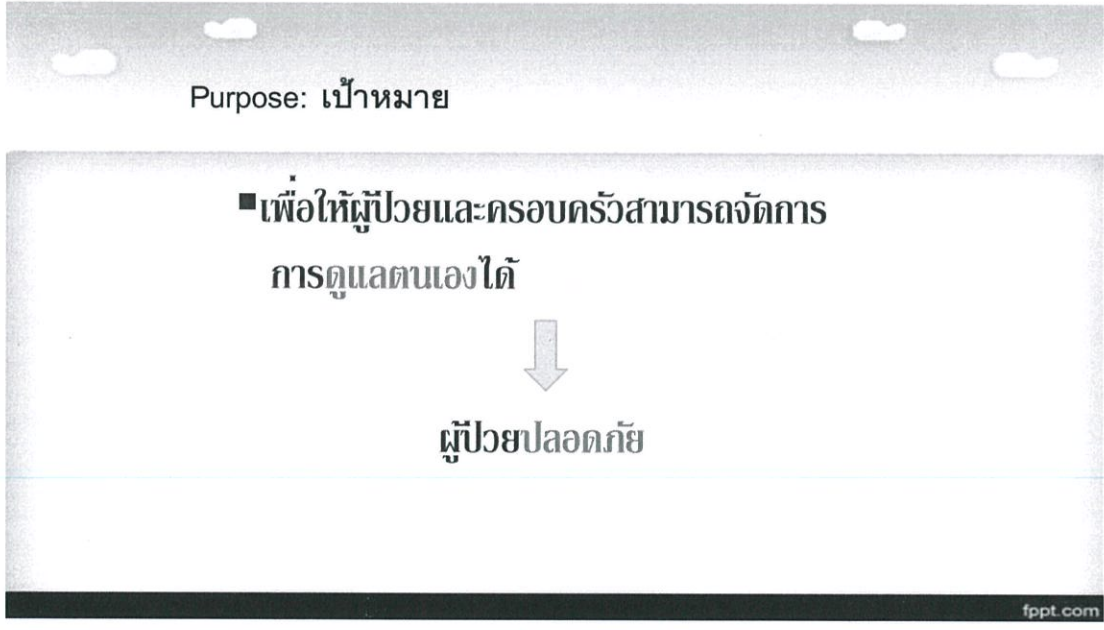 Purpose: เป้าหมาย
▪เพื่อให้ผู้ป่วยและครอบครัวสามารถจัดการ
การดูแลตนเองได้
ผู้ป่วยปลอดภัย
fppt.com